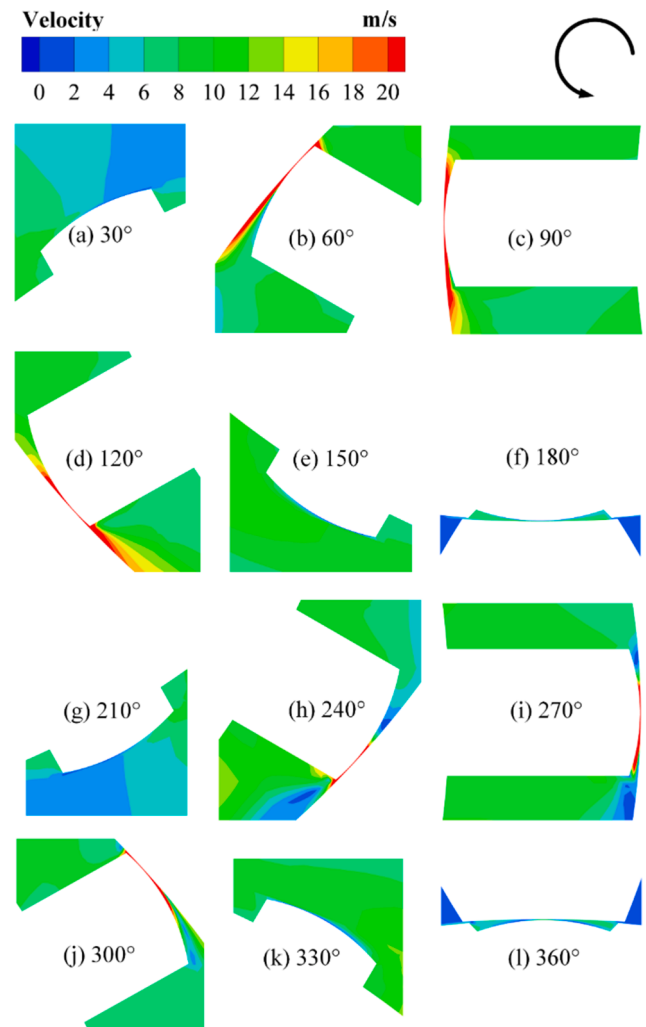 Velocity m/s
0 2 4 6 8 10 12 14 16 18 20
(a) 30° (b) 60° (c) 90°
(d) 120° (e) 150° (f) 180°
(g) 210° (h) 240° (i) 270°
(j) 300° (k) 330° (l) 360°